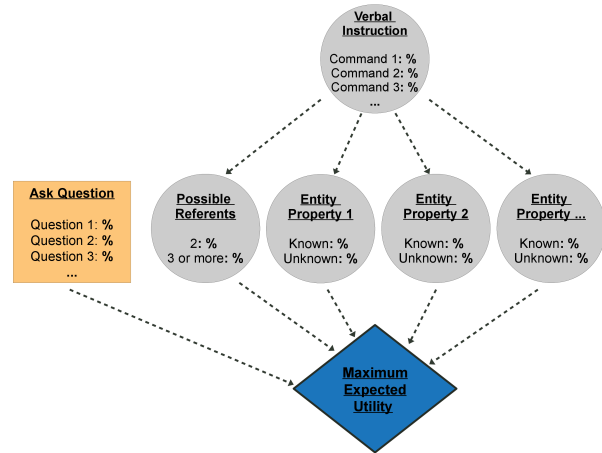 Verbal
Instruction
Command 1: %
Command 2: %
Command 3: %
...
Ask Question
Question 1: %
Question 2: %
Question 3: %
...
Possible
Referents
2: %
3 or more: %
Entity
Property 1
Known: %
Unknown: %
Entity
Property 2
Known: %
Unknown: %
Entity
Property ...
Known: %
Unknown: %
Maximum
Expected
Utility